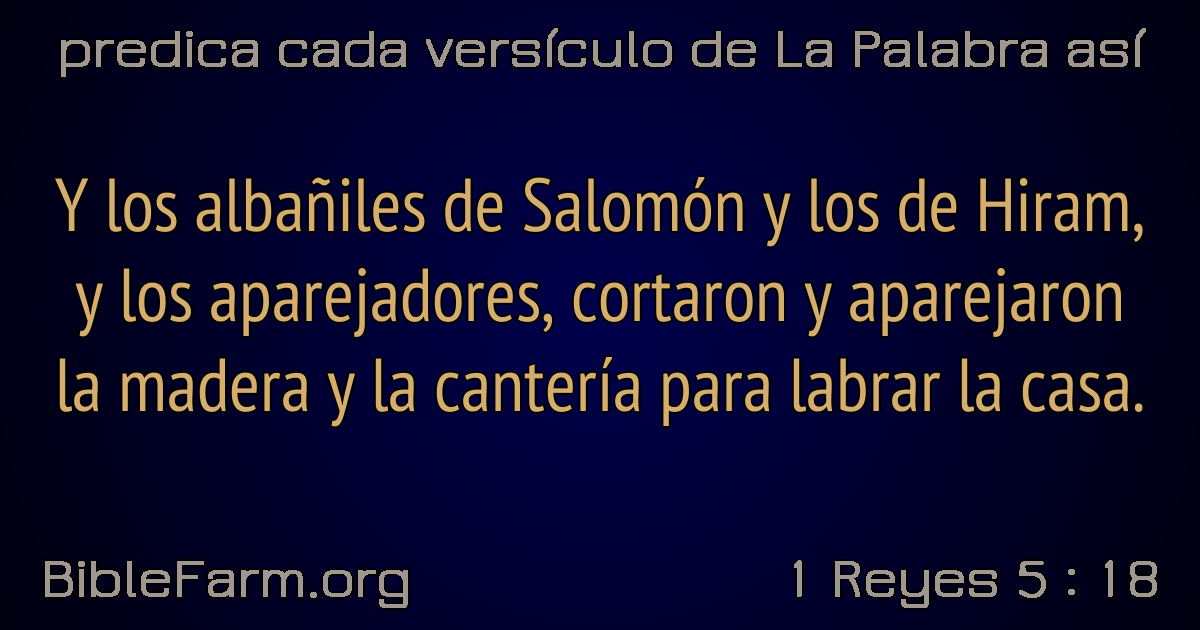 predica cada versículo de La Palabra así
Y los albañiles de Salomón y los de Hiram,
y los aparejadores, cortaron y aparejaron
la madera y la cantería para labrar la casa.
BibleFarm.org
1 Reyes 5 : 18